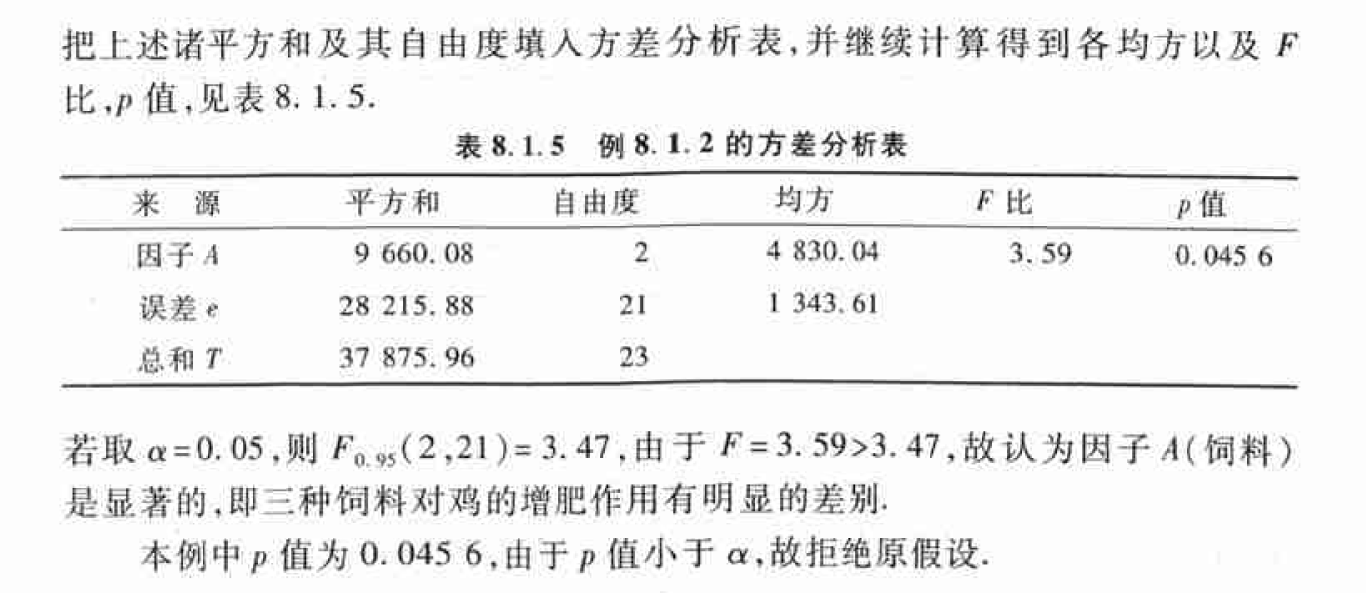 把上述诸平方和及其自由度填入方差分析表,并继续计算得到各均方以及 F
比,p 值,见表 8.1.5.
表 8.1.5 例 8.1.2 的方差分析表
来 源 平方和 自由度 均方 F 比 p 值
因子 A 9 660.08 2 4 830.04 3.59 0.045 6
误差 e 28 215.88 21 1 343.61
总和 T 37 875.96 23
若取 α=0.05,则 F0.95(2,21)=3.47,由于 F=3.59>3.47,故认为因子 A(饲料)
是显著的,即三种饲料对鸡的增肥作用有明显的差别.
本例中 p 值为 0.045 6,由于 p 值小于 α,故拒绝原假设.